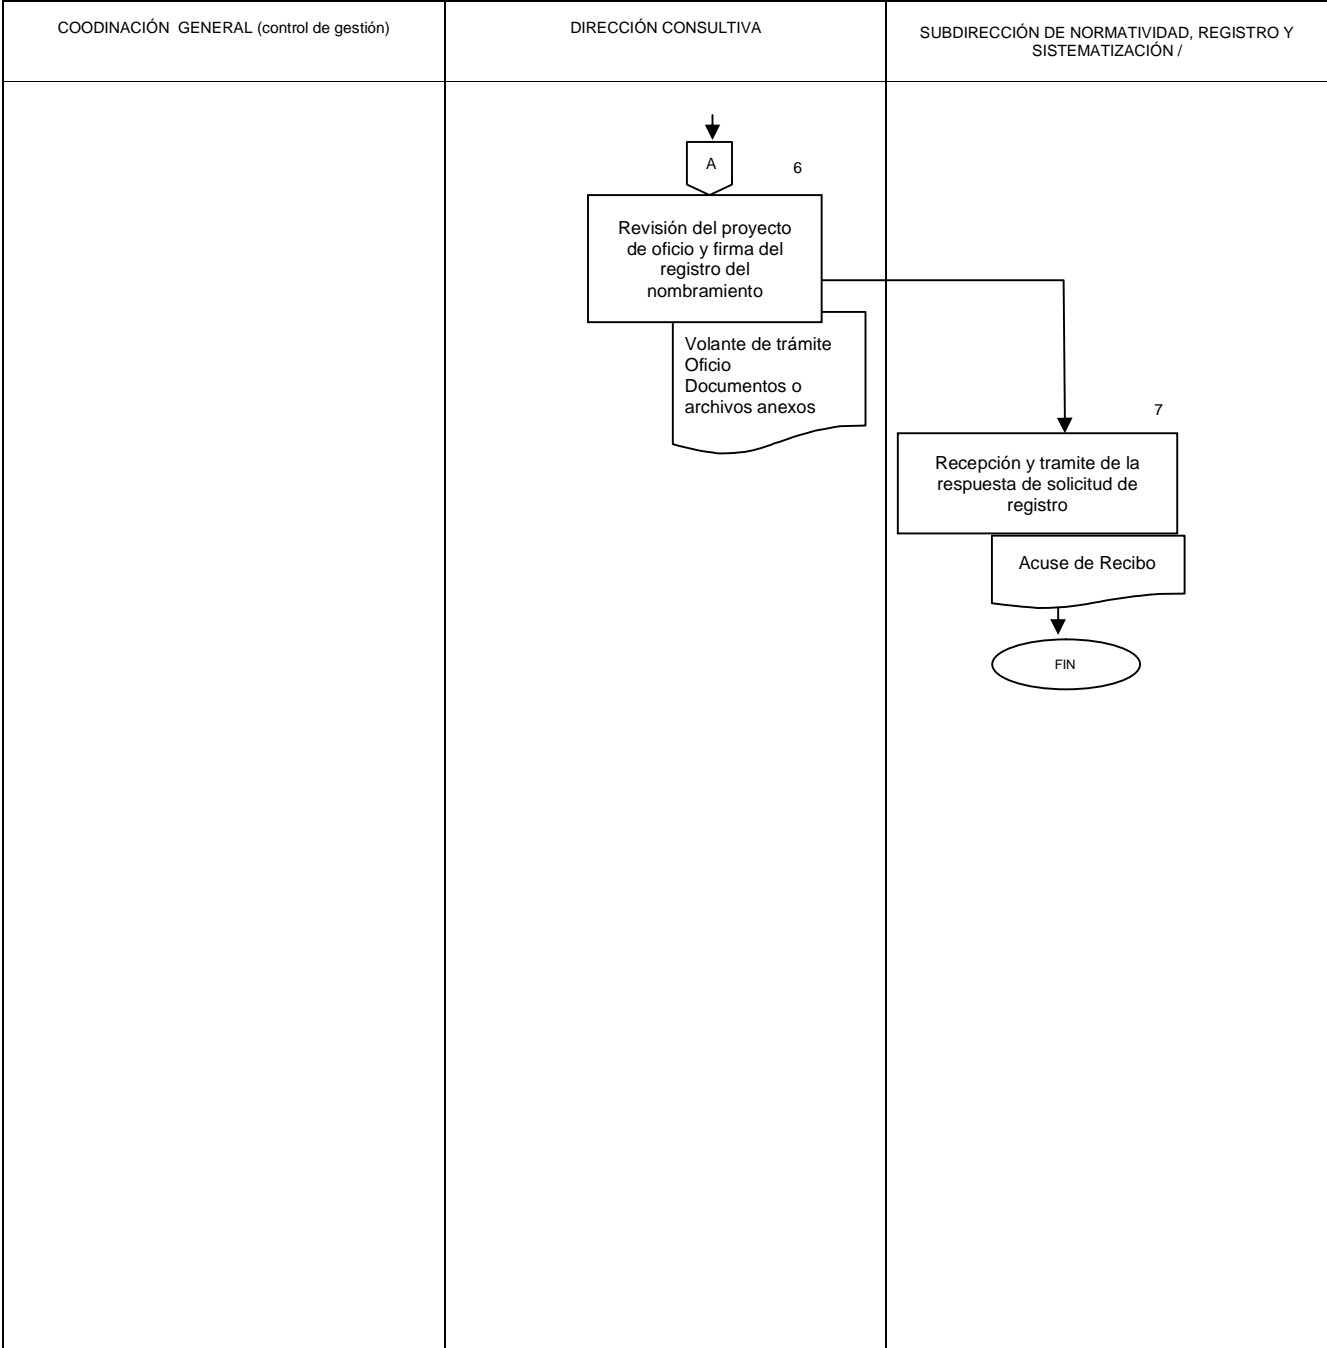 COODINACIÓN GENERAL (control de gestión)
DIRECCIÓN CONSULTIVA
SUBDIRECCIÓN DE NORMATIVIDAD, REGISTRO Y
SISTEMATIZACIÓN /
A
6
Revisión del proyecto
de oficio y firma del
registro del
nombramiento
Volante de trámite
Oficio
Documentos o
archivos anexos
7
Recepción y tramite de la
respuesta de solicitud de
registro
Acuse de Recibo
FIN